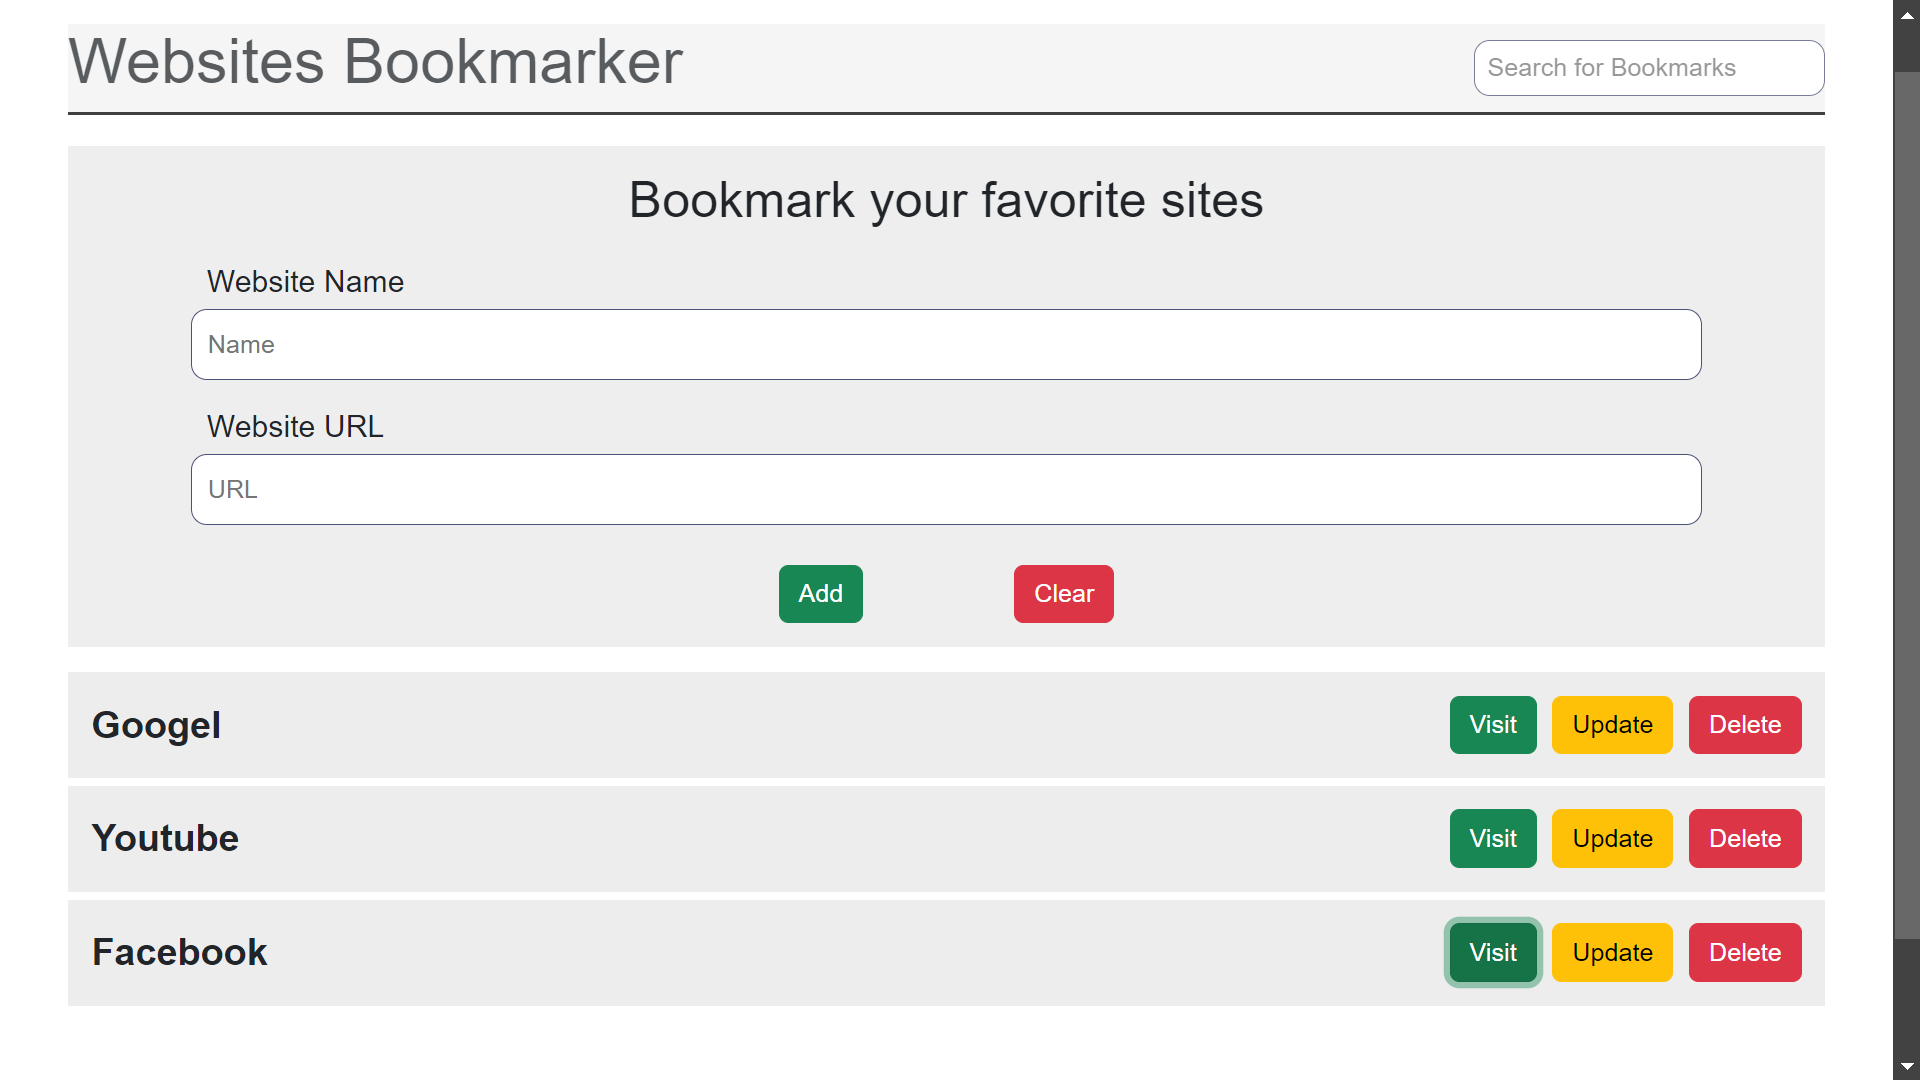 Websites Bookmarker
Search for Bookmarks
Bookmark your favorite sites
Website Name
Name
Website URL
URL
Add Clear
Googel Visit Update Delete
Youtube Visit Update Delete
Facebook Visit Update Delete